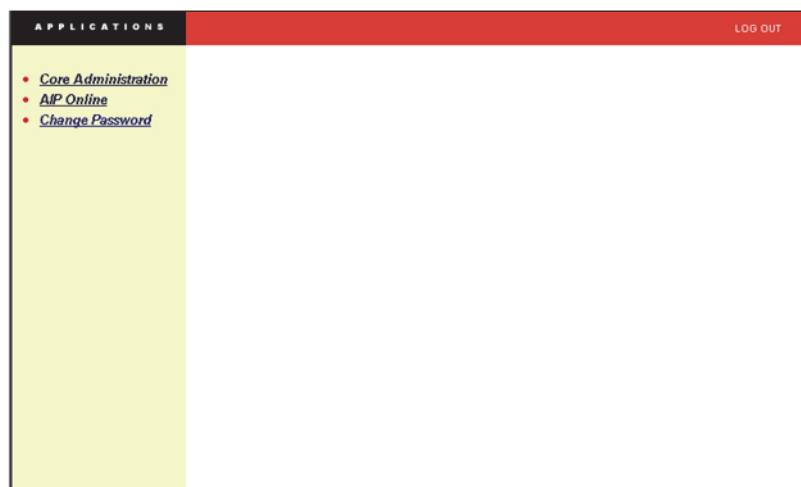 APPLICATIONS
LOG OUT
Core Administration
AIP Online
Change Password